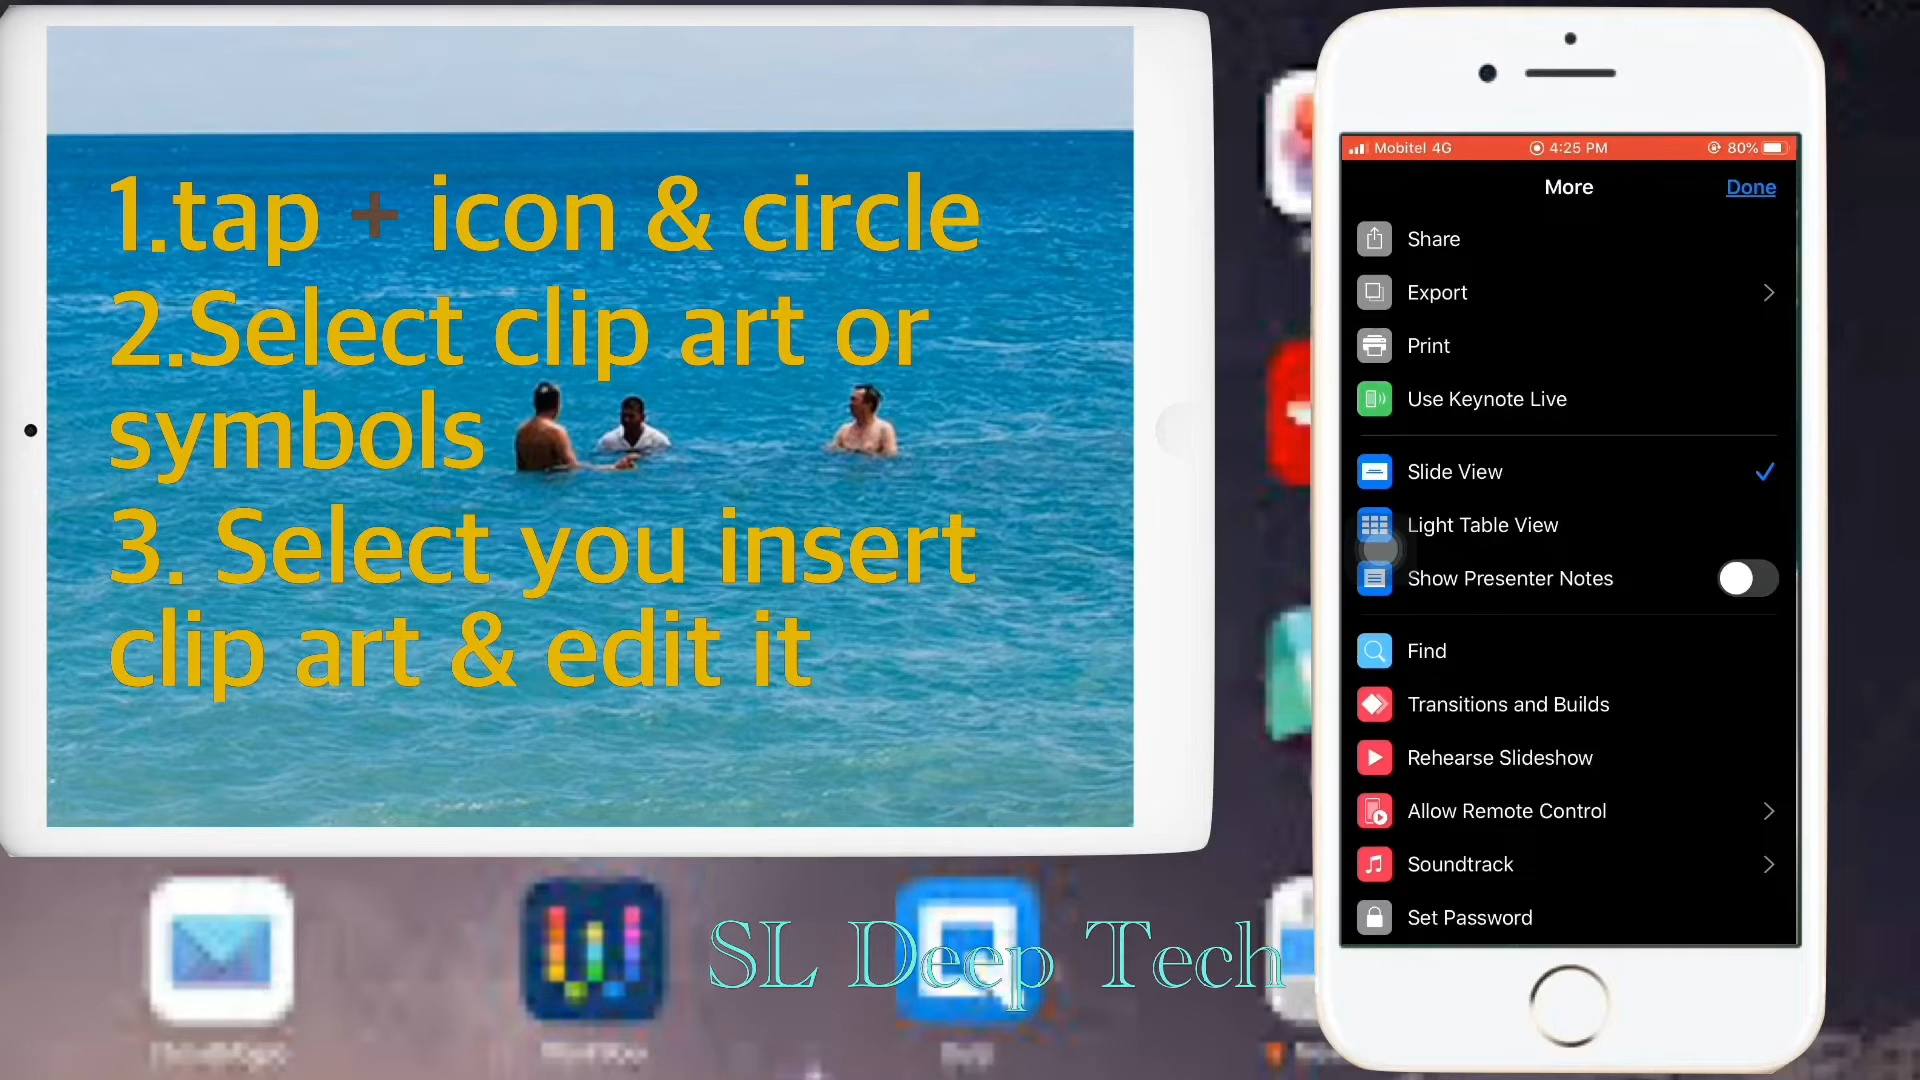 1.tap + icon & circle
2.Select clip art or
symbols
3. Select you insert
clip art & edit it
SL Deep Tech
Mobitel 4G 4:25 PM 80%
More Done
Share
Export
Print
Use Keynote Live
Slide View
Light Table View
Show Presenter Notes
Find
Transitions and Builds
Rehearse Slideshow
Allow Remote Control
Soundtrack
Set Password